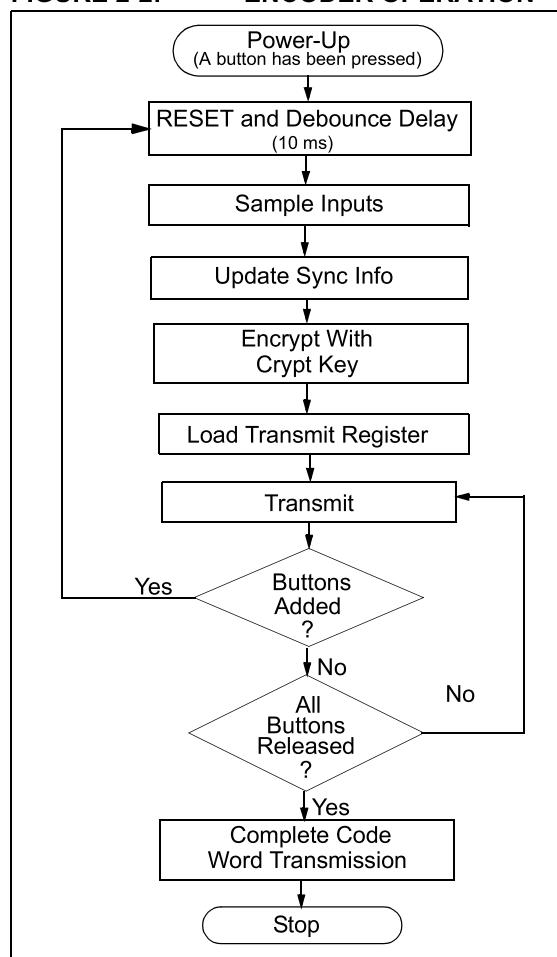 ENCODER OPERATION
Power-Up
(A button has been pressed)
RESET and Debounce Delay
(10 ms)
Sample Inputs
Update Sync Info
Encrypt With
Crypt Key
Load Transmit Register
Transmit
Buttons
Added
?
Yes
No
All
Buttons
Released
?
No
Yes
Complete Code
Word Transmission
Stop